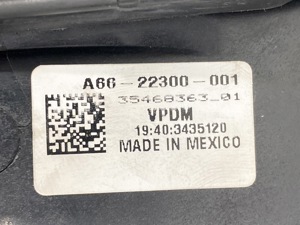 A66-22300-001
35468363_01
VPDM
19:40:3435120
MADE IN MEXICO